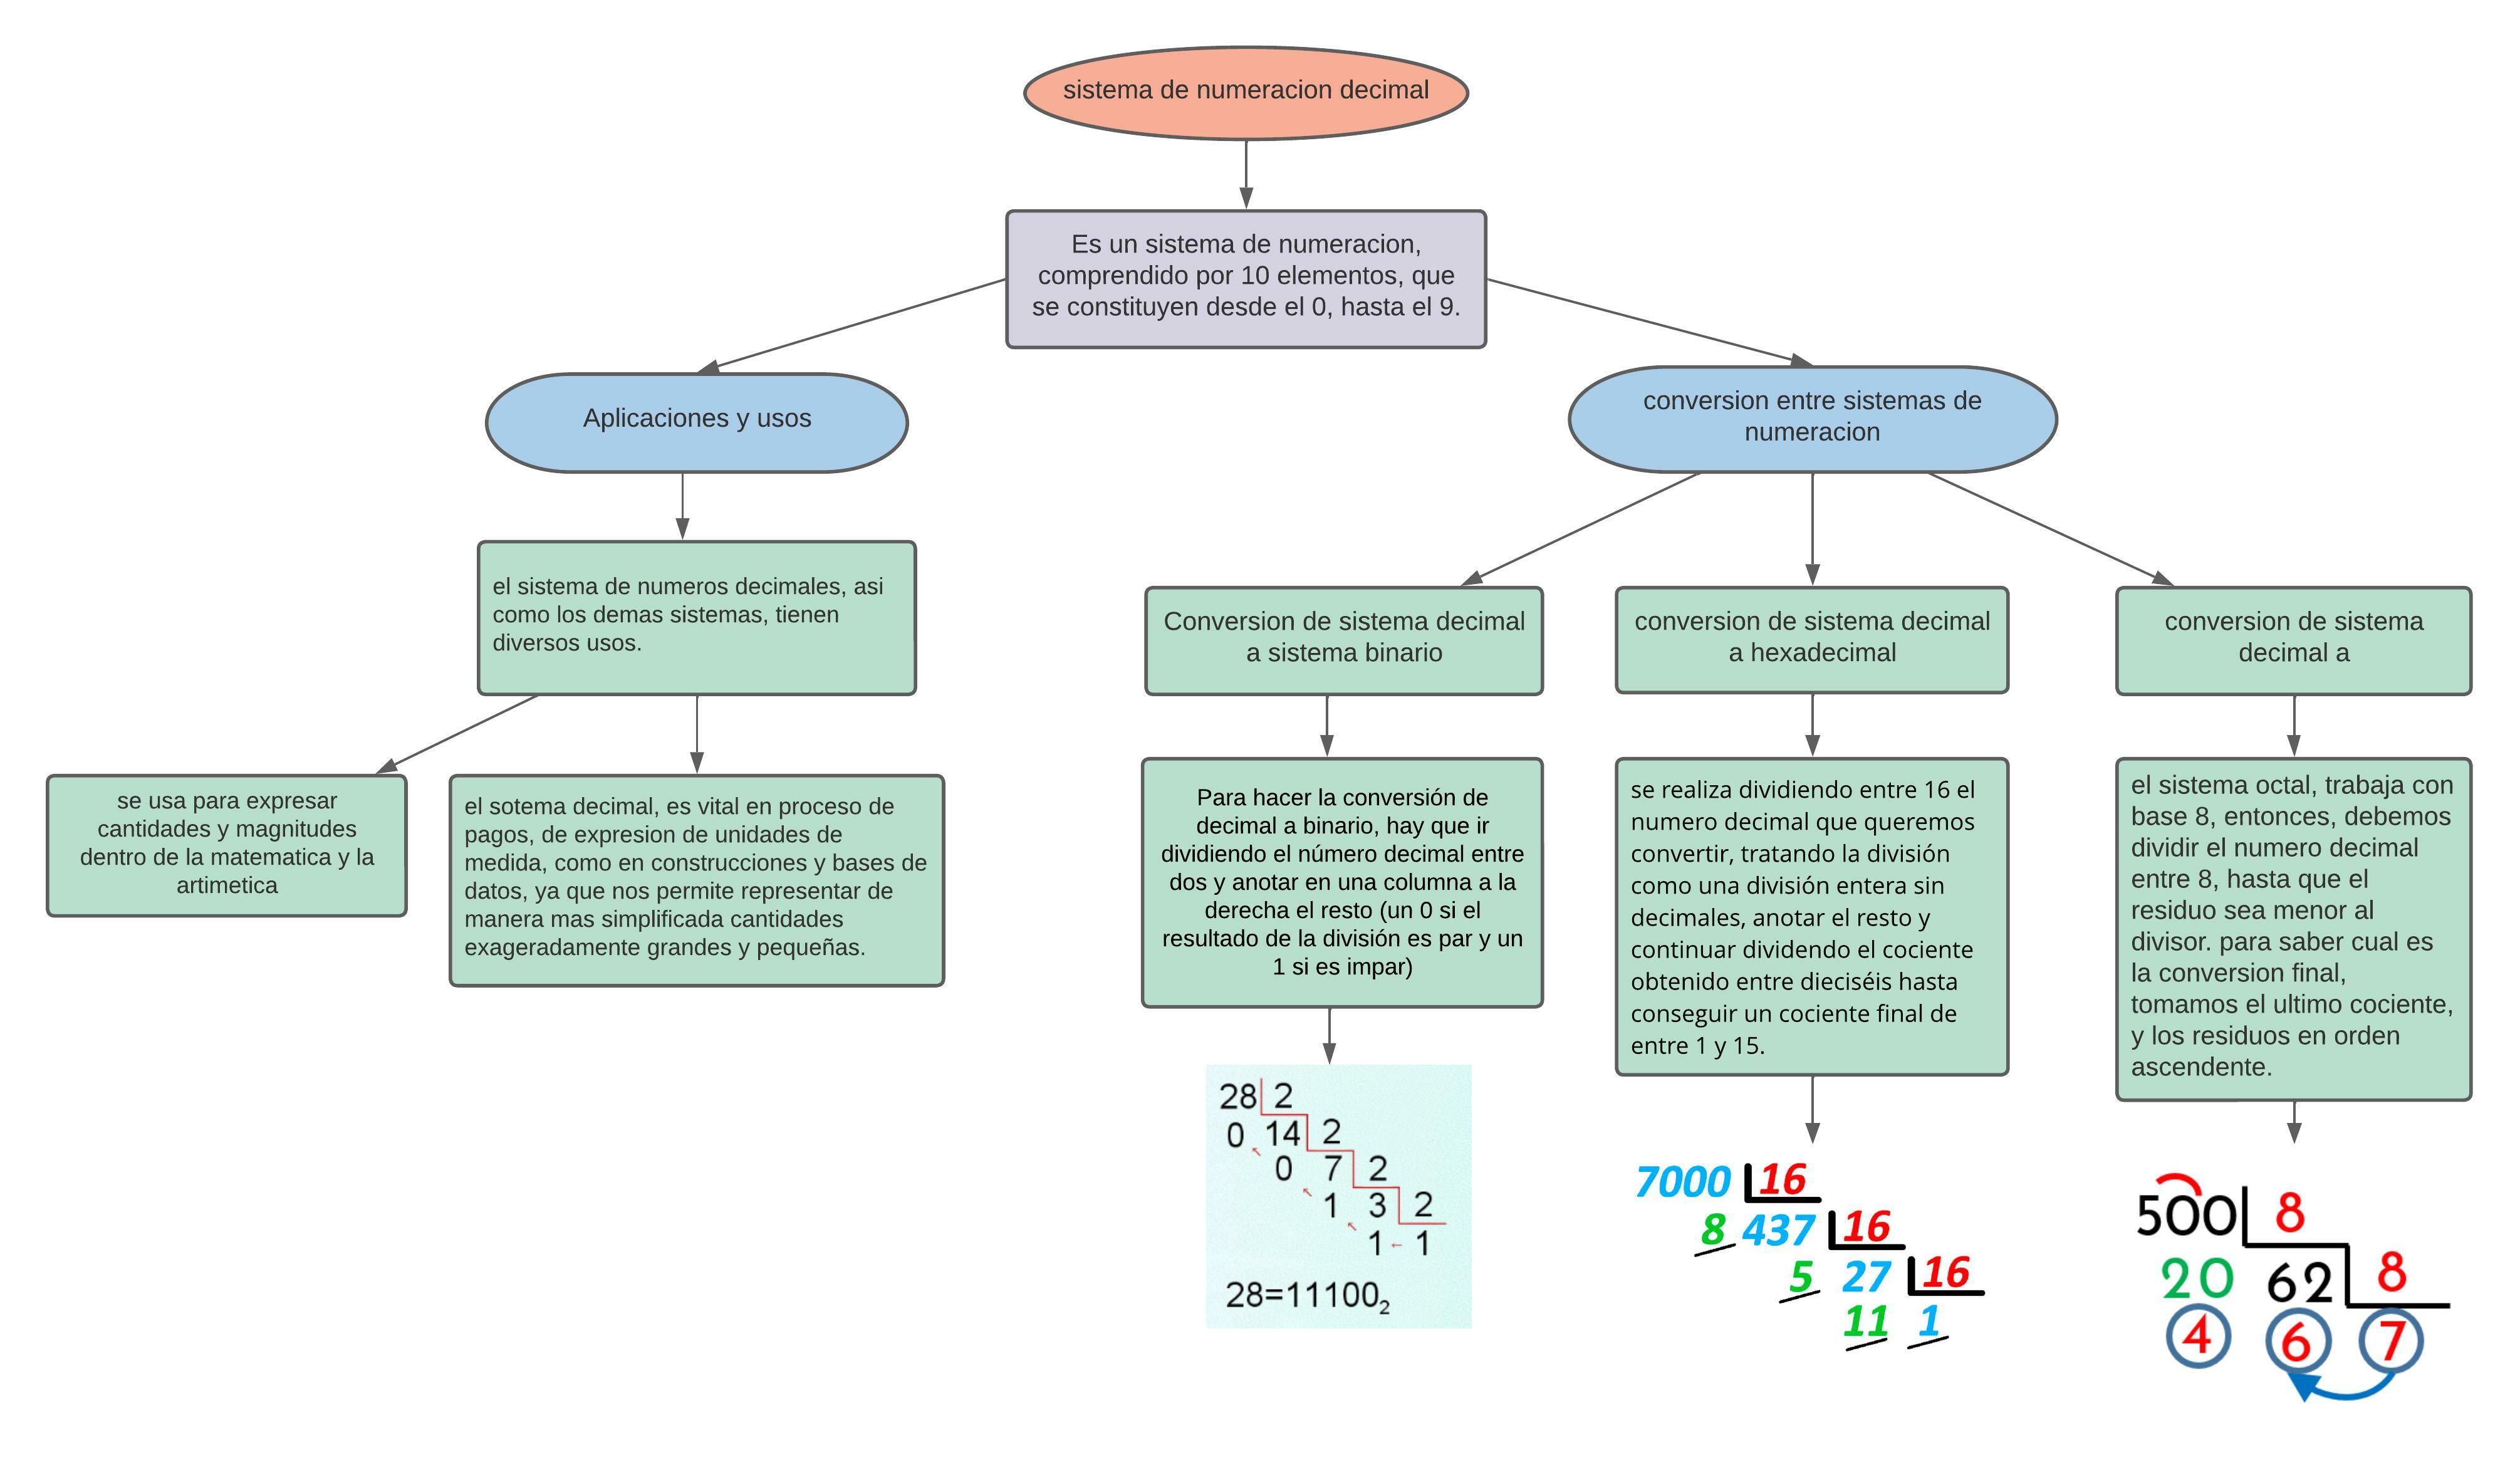 sistema de numeracion decimal
Es un sistema de numeracion,
comprendido por 10 elementos, que
se constituyen desde el 0, hasta el 9.
Aplicaciones y usos
conversion entre sistemas de
numeracion
el sistema de numeros decimales, asi
como los demas sistemas, tienen
diversos usos.
se usa para expresar
cantidades y magnitudes
dentro de la matematica y la
artimetica
el sotema decimal, es vital en proceso de
pagos, de expresion de unidades de
medida, como en construcciones y bases de
datos, ya que nos permite representar de
manera mas simplificada cantidades
exageradamente grandes y pequeñas.
Conversion de sistema decimal
a sistema binario
Para hacer la conversión de
decimal a binario, hay que ir
dividiendo el número decimal entre
dos y anotar en una columna a la
derecha el resto (un 0 si el
resultado de la división es par y un
1 si es impar)
28 2
0 14 2
0 7 2
1 3 2
1 ← 1
28=11100₂
conversion de sistema decimal
a hexadecimal
se realiza dividiendo entre 16 el
numero decimal que queremos
convertir, tratando la división
como una división entera sin
decimales, anotar el resto y
continuar dividendo el cociente
obtenido entre dieciséis hasta
conseguir un cociente final de
entre 1 y 15.
7000 16
8 437 16
5 27 16
11 1
conversion de sistema
decimal a
el sistema octal, trabaja con
base 8, entonces, debemos
dividir el numero decimal
entre 8, hasta que el
residuo sea menor al
divisor. para saber cual es
la conversion final,
tomamos el ultimo cociente,
y los residuos en orden
ascendente.
500 8
20 62 8
4 6 7